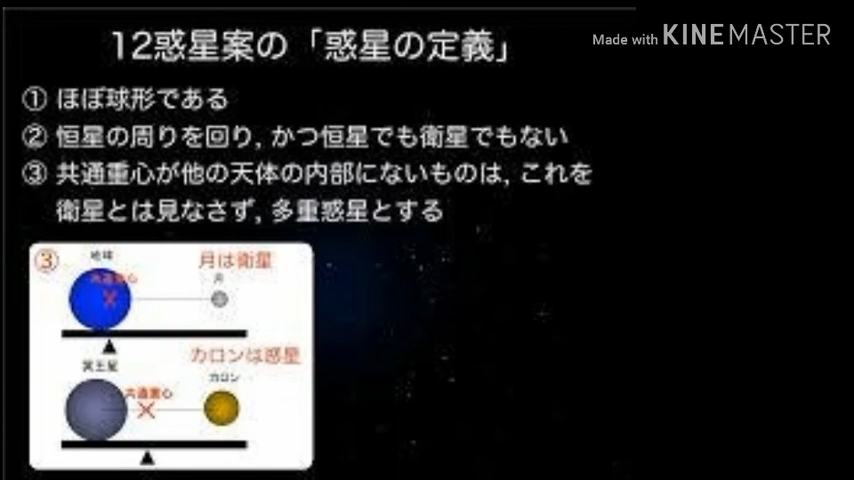 12惑星案の「惑星の定義」
Made with KINEMASTER
① ほぼ球形である
② 恒星の周りを回り, かつ恒星でも衛星でもない
③ 共通重心が他の天体の内部にないものは, これを
衛星とは見なさず, 多重惑星とする
③
地球
月は衛星
共通重心
月
カロンは惑星
冥王星
カロン
共通重心